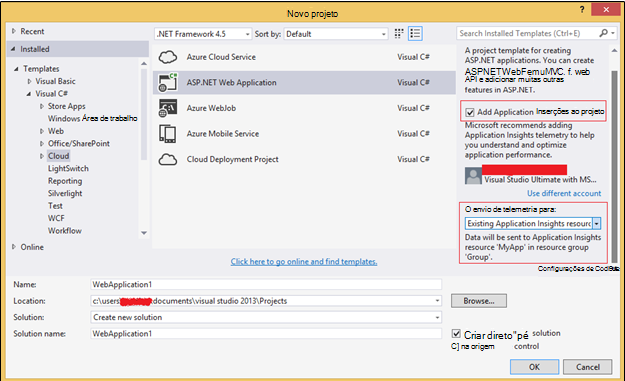 Novo projeto
Recent
Installed
Templates
Visual Basic
Visual C#
Store Apps
Windows Área de trabalho
Web
Office/SharePoint
Cloud
LightSwitch
Reporting
Silverlight
Test
WCF
Workflow
Online
.NET Framework 4.5
Sort by: Default
Azure Cloud Service Visual C#
ASP.NET Web Application Visual C#
Azure WebJob Visual C#
Azure Mobile Service Visual C#
Cloud Deployment Project Visual C#
Click here to go online and find templates.
Search Installed Templates (Ctrl+E)
A project template for creating
ASP.NET applications. You can create
ASPNETWebFemuMVC, f. web
API e adicionar muitas outras
features in ASP.NET.
Add Application Inserções ao projeto
Microsoft recommends adding
Application Insights telemetry to help
you understand and optimize
application performance.
Visual Studio Ultimate with MS...
Use different account
O envio de telemetria para:
Existing Application Insights resourc
Data will be sent to Application Insights
resource 'MyApp' in resource group
'Group'.
Configurações de
Name: WebApplication1
Location: c:\users\documents\visual studio 2013\Projects
Browse...
Solution: Create new solution
Solution name: WebApplication1
Criar direto"pé solution
C] na origem control
OK
Cancel